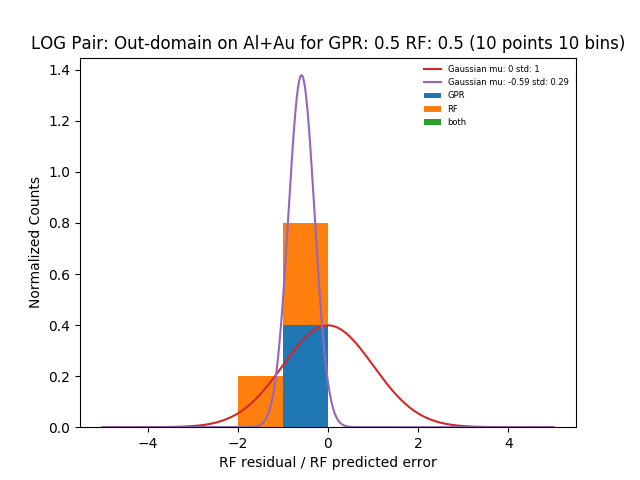 LOG Pair: Out-domain on Al+Au for GPR: 0.5 RF: 0.5 (10 points 10 bins)
Gaussian mu: 0 std: 1
Gaussian mu: -0.59 std: 0.29
GPR
RF
both
Normalized Counts
1.4
1.2
1.0
0.8
0.6
0.4
0.2
0.0
−4
−2
0
2
4
RF residual / RF predicted error